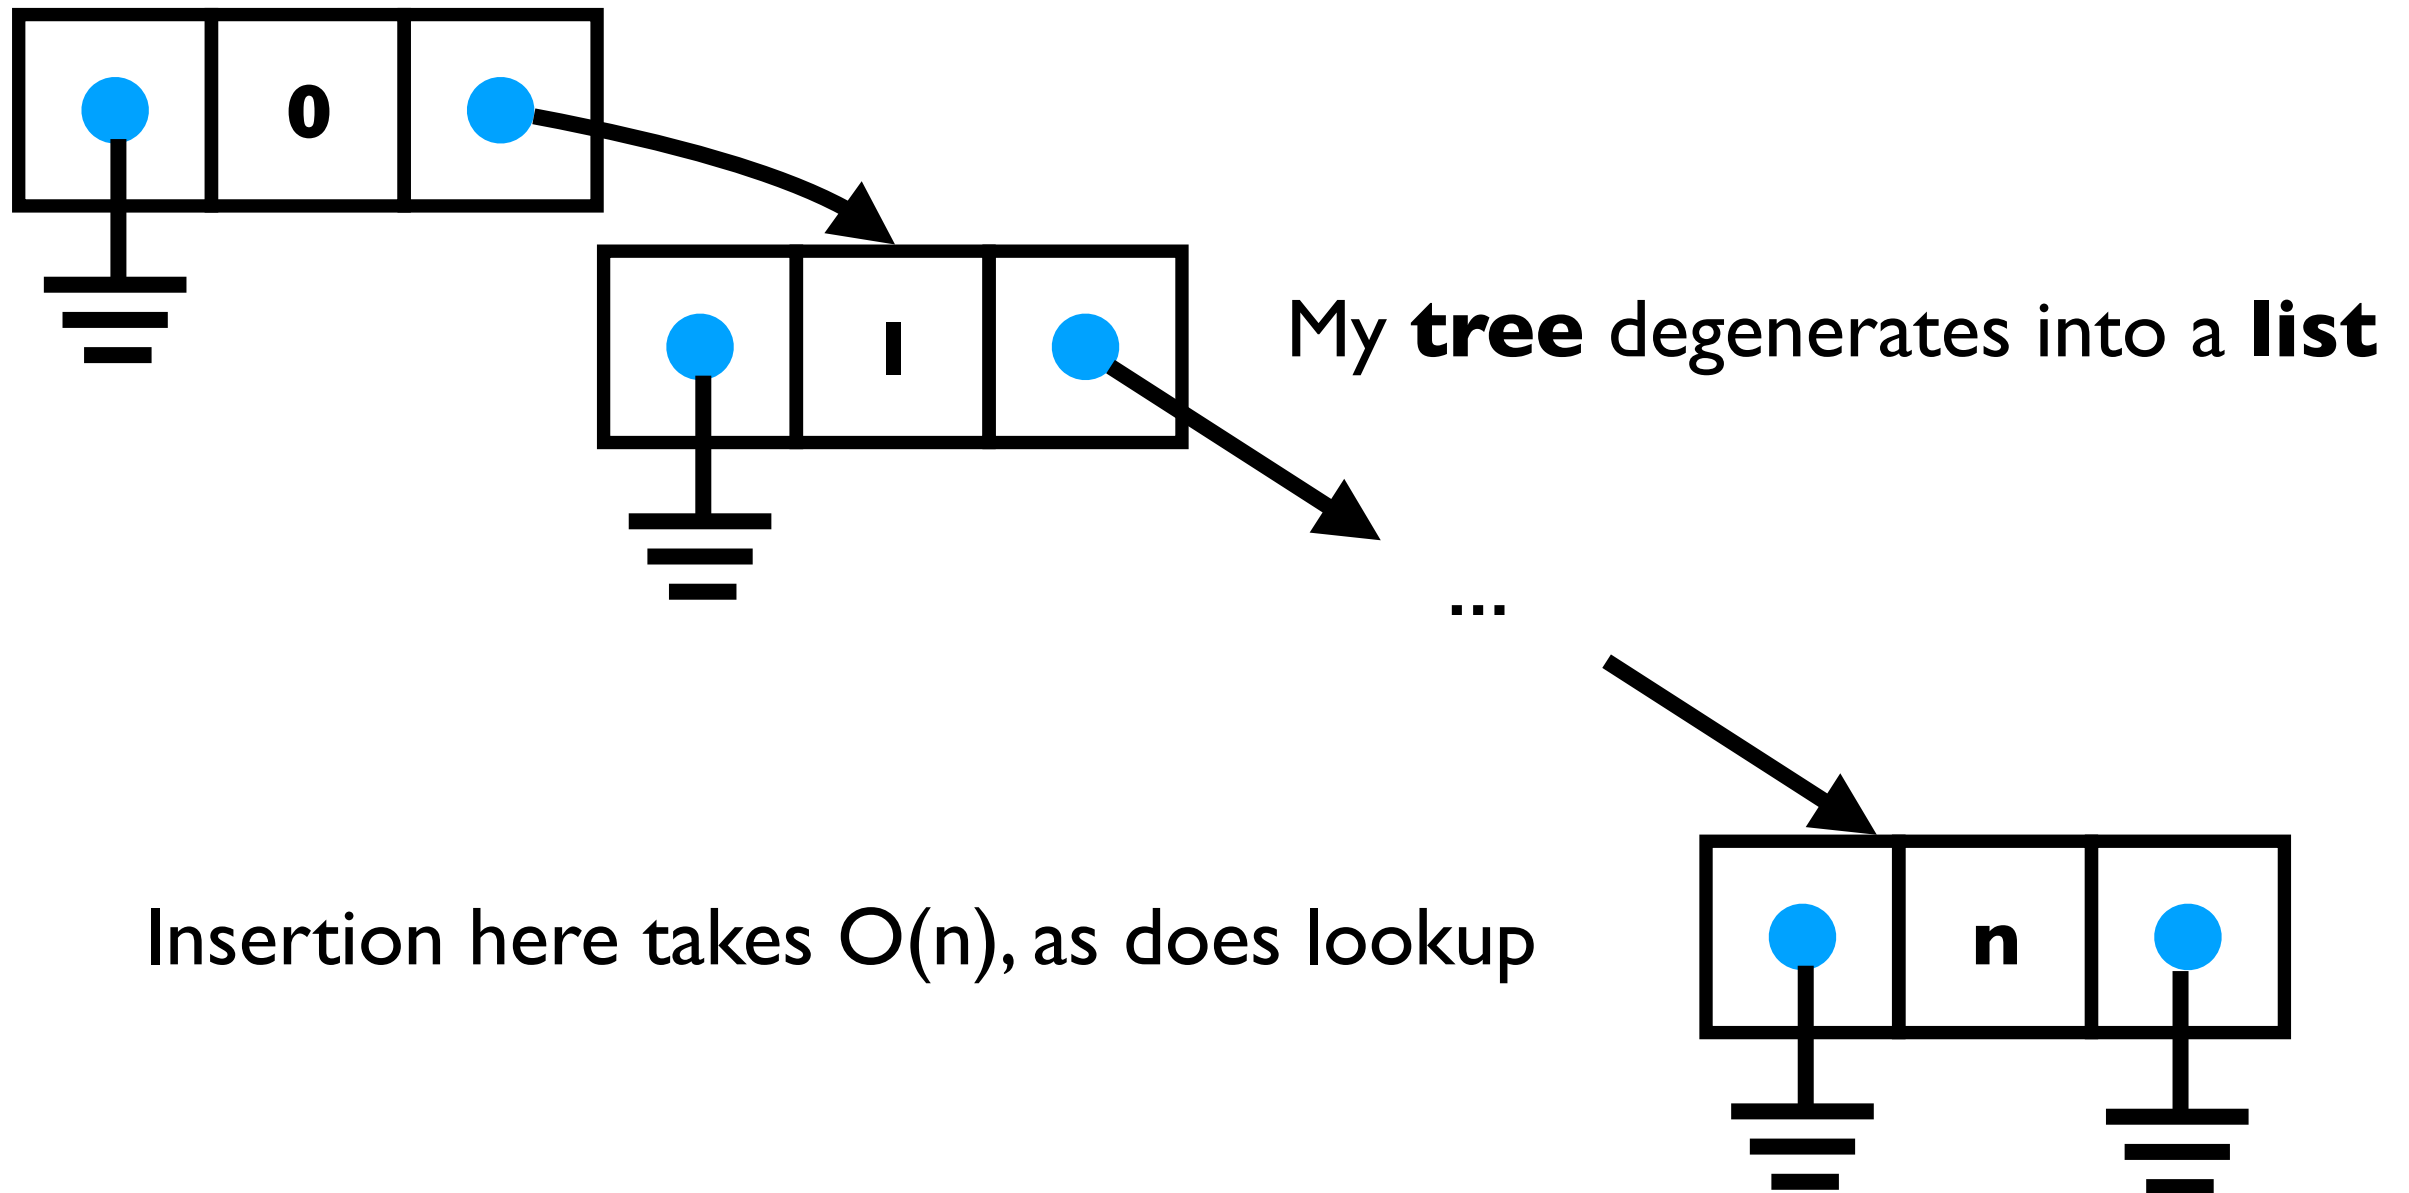 0
1
My tree degenerates into a list
...
Insertion here takes O(n), as does lookup
n